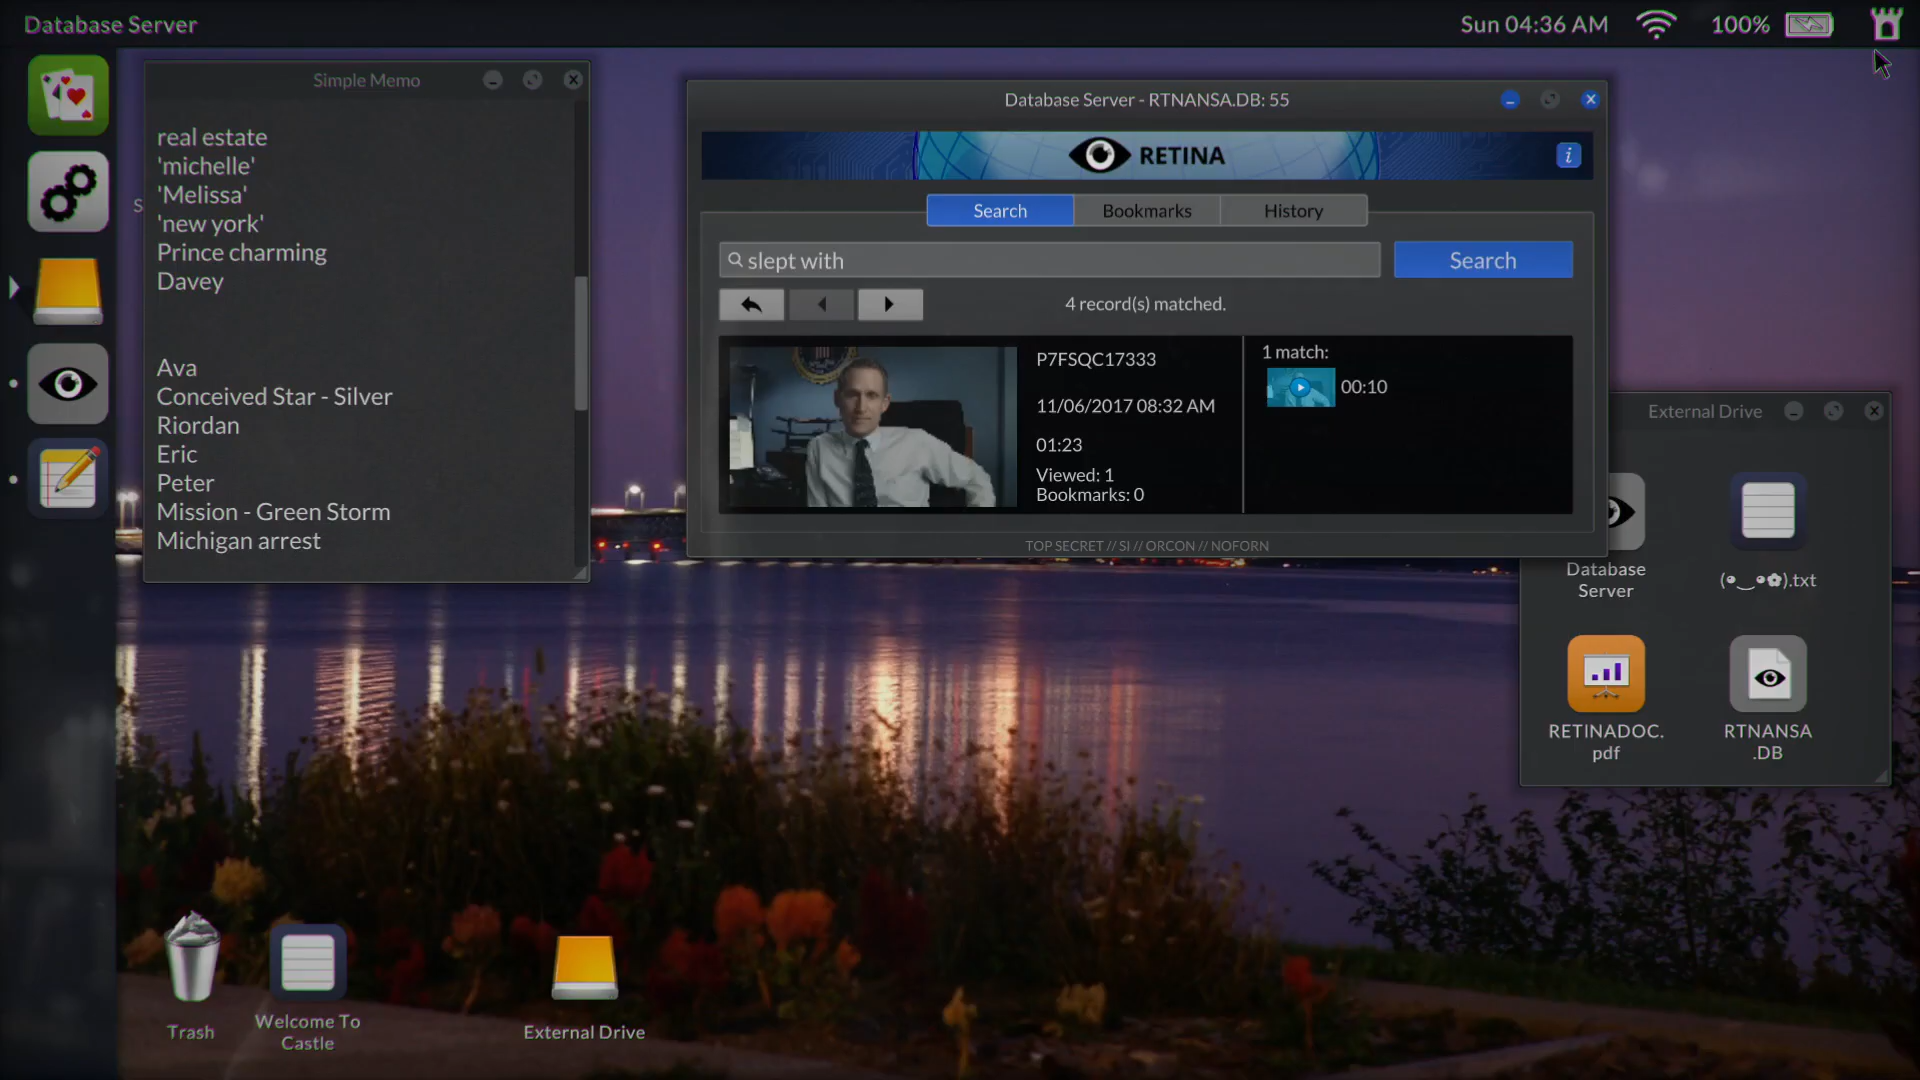 Database Server
Sun 04:36 AM
100%
Simple Memo
real estate
'michelle'
'Melissa'
'new york'
Prince charming
Davey
Ava
Conceived Star - Silver
Riordan
Eric
Peter
Mission - Green Storm
Michigan arrest
S
Database Server - RTNANSA.DB: 55
RETINA
i
Search
Bookmarks
History
slept with
Search
4 record(s) matched.
P7FSQC17333
11/06/2017 08:32 AM
01:23
Viewed: 1
Bookmarks: 0
1 match:
00:10
TOP SECRET // SI // ORCON // NOFORN
External Drive
Database
Server
(•‿•✿).txt
RETINADOC.
pdf
RTNANSA
.DB
Trash
Welcome To
Castle
External Drive